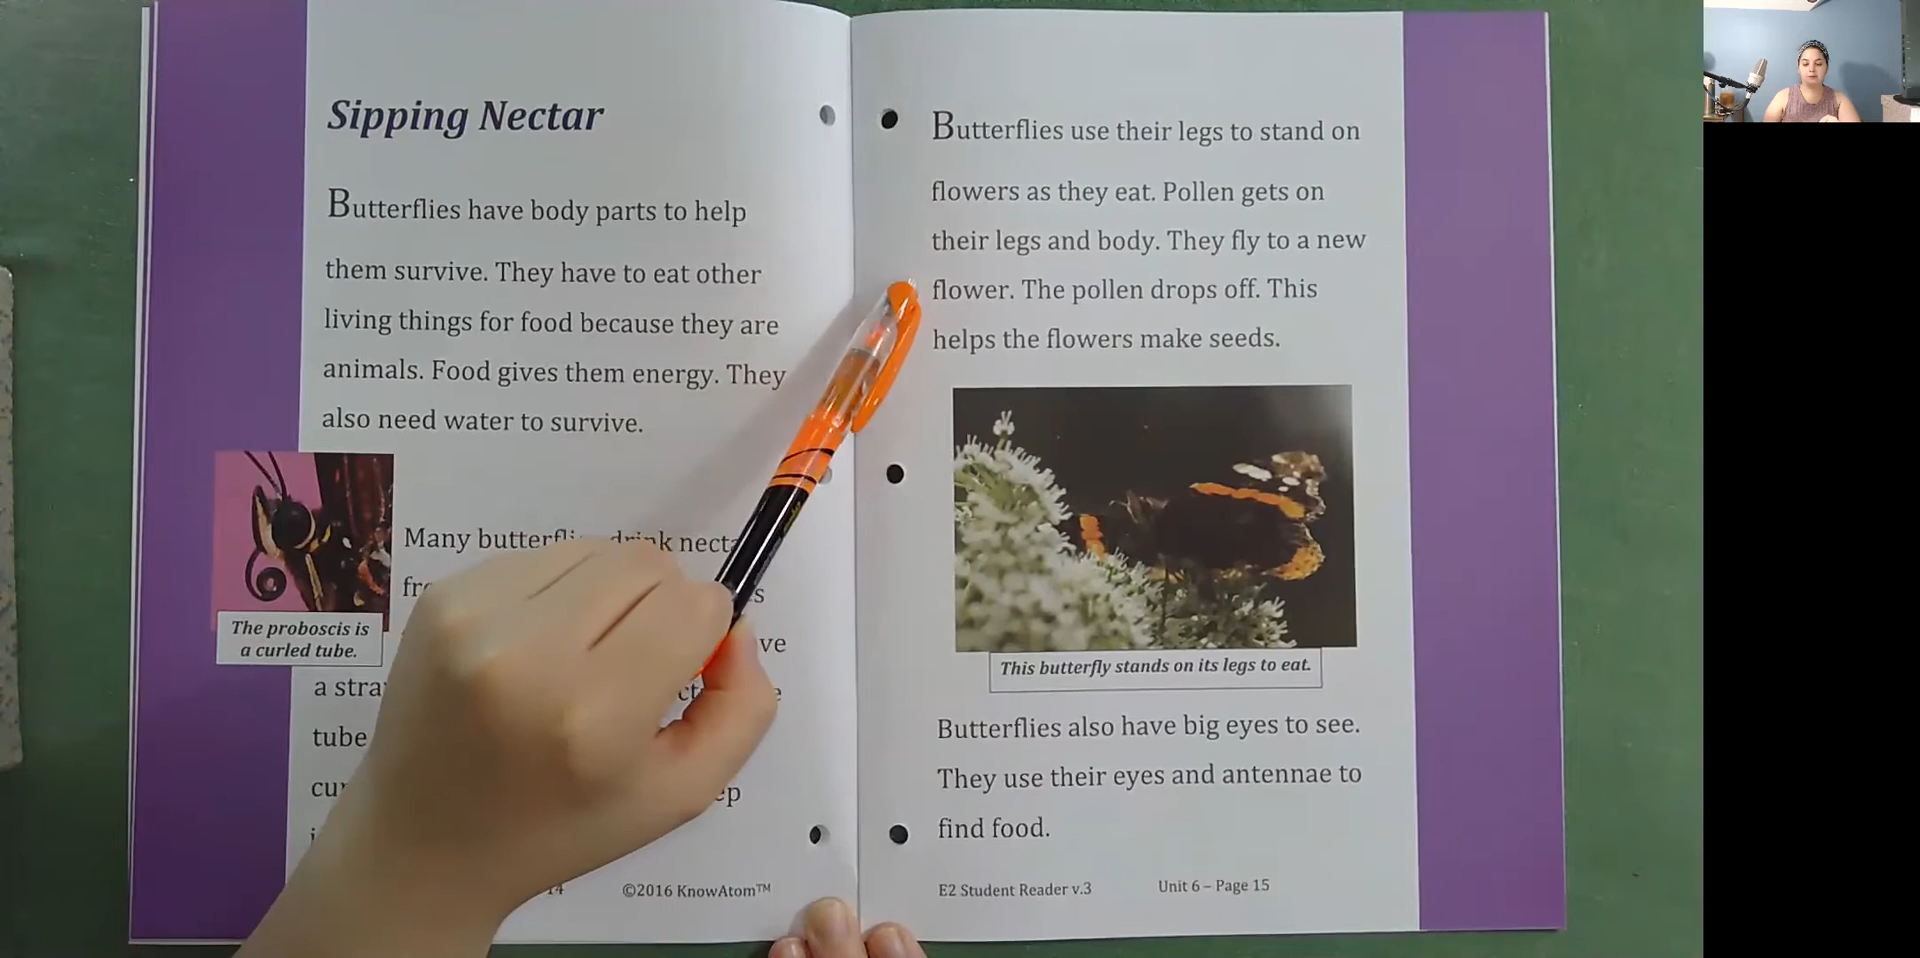 Sipping Nectar
Butterflies have body parts to help
them survive. They have to eat other
living things for food because they are
animals. Food gives them energy. They
also need water to survive.
Many drink
The proboscis is
a curled tube.
a
tube
14 ©2016 KnowAtom™
Butterflies use their legs to stand on
flowers as they eat. Pollen gets on
their legs and body. They fly to a new
flower. The pollen drops off. This
helps the flowers make seeds.
This butterfly stands on its legs to eat.
Butterflies also have big eyes to see.
They use their eyes and antennae to
find food.
E2 Student Reader v.3 Unit 6 – Page 15